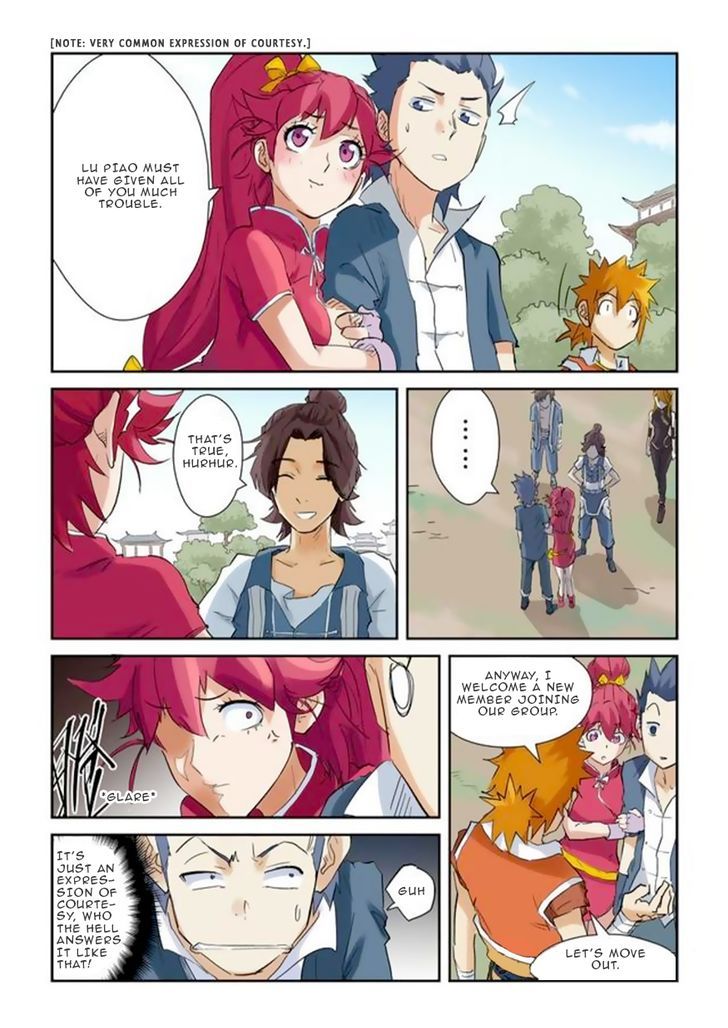 [NOTE: VERY COMMON EXPRESSION OF COURTESY.]
LU PIAO MUST
HAVE GIVEN ALL
OF YOU MUCH
TROUBLE.
THAT'S
TRUE,
HURHUR.
....
*GLARE*
ANYWAY, I
WELCOME A NEW
MEMBER JOINING
OUR GROUP.
IT'S
JUST AN
EXPRES-
SION OF
COURTE-
SY, WHO
THE HELL
ANSWERS
IT LIKE
THAT!
GUH
LET'S MOVE
OUT.